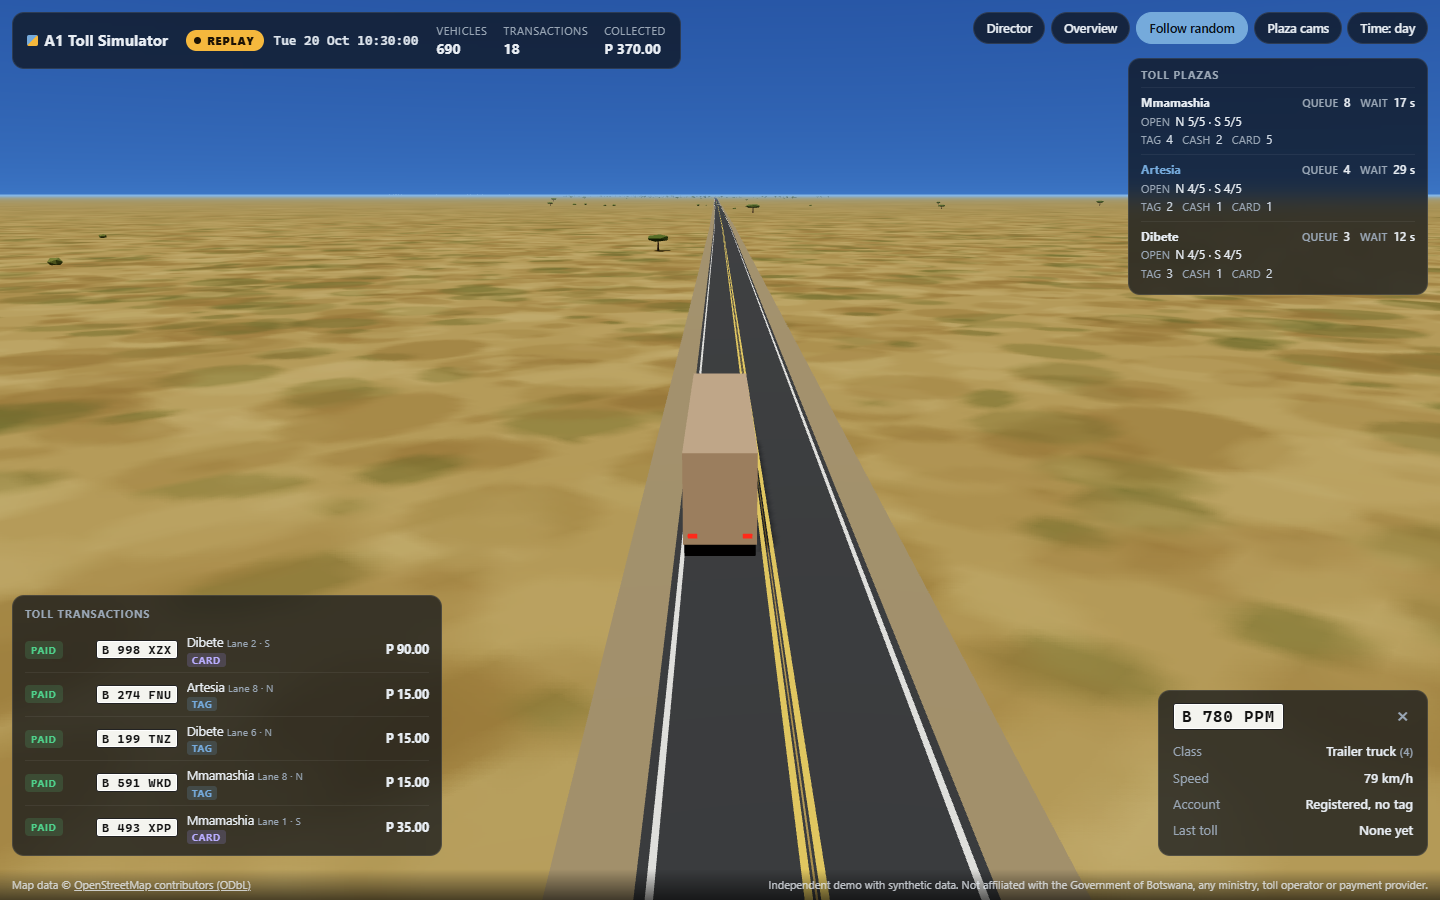 A1 Toll Simulator
REPLAY
Tue 20 Oct 10:30:00
VEHICLES
690
TRANSACTIONS
18
COLLECTED
P 370.00
Director
Overview
Follow random
Plaza cams
Time: day
TOLL PLAZAS
Mmamashia QUEUE 8 WAIT 17 s
OPEN N 5/5 · S 5/5
TAG 4 CASH 2 CARD 5
Artesia QUEUE 4 WAIT 29 s
OPEN N 4/5 · S 4/5
TAG 2 CASH 1 CARD 1
Dibete QUEUE 3 WAIT 12 s
OPEN N 4/5 · S 4/5
TAG 3 CASH 1 CARD 2
TOLL TRANSACTIONS
PAID B 998 XZX Dibete Lane 2 · S P 90.00
CARD
PAID B 274 FNU Artesia Lane 8 · N P 15.00
TAG
PAID B 199 TNZ Dibete Lane 6 · N P 15.00
TAG
PAID B 591 WKD Mmamashia Lane 8 · N P 15.00
TAG
PAID B 493 XPP Mmamashia Lane 1 · S P 35.00
CARD
B 780 PPM ×
Class Trailer truck (4)
Speed 79 km/h
Account Registered, no tag
Last toll None yet
Map data © OpenStreetMap contributors (ODbL)
Independent demo with synthetic data. Not affiliated with the Government of Botswana, any ministry, toll operator or payment provider.